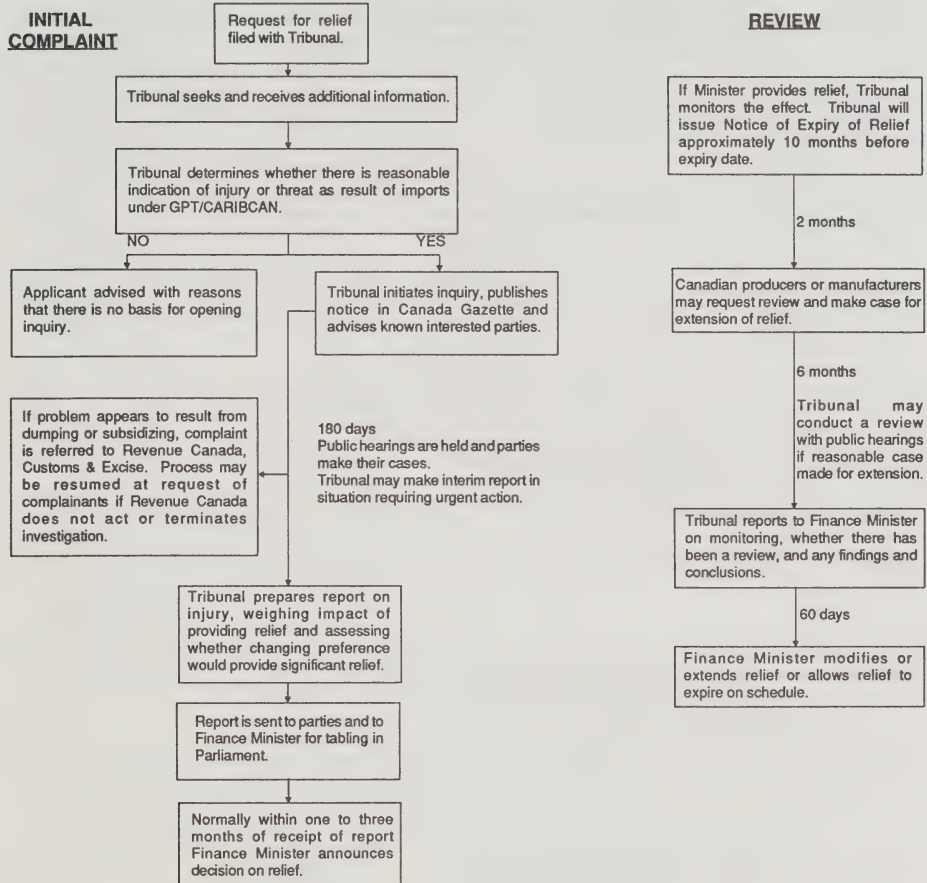 INITIAL
COMPLAINT
Request for relief
filed with Tribunal.
Tribunal seeks and receives additional information.
Tribunal determines whether there is reasonable
indication of injury or threat as result of imports
under GPT/CARIBCAN.
NO
YES
Applicant advised with reasons
that there is no basis for opening
inquiry.
Tribunal initiates inquiry, publishes
notice in Canada Gazette and
advises known interested parties.
If problem appears to result from
dumping or subsidizing, complaint
is referred to Revenue Canada,
Customs & Excise. Process may
be resumed at request of
complainants if Revenue Canada
does not act or terminates
investigation.
180 days
Public hearings are held and parties
make their cases.
Tribunal may make interim report in
situation requiring urgent action.
Tribunal prepares report on
injury, weighing impact of
providing relief and assessing
whether changing preference
would provide significant relief.
Report is sent to parties and to
Finance Minister for tabling in
Parliament.
Normally within one to three
months of receipt of report
Finance Minister announces
decision on relief.
REVIEW
If Minister provides relief, Tribunal
monitors the effect. Tribunal will
issue Notice of Expiry of Relief
approximately 10 months before
expiry date.
2 months
Canadian producers or manufacturers
may request review and make case for
extension of relief.
6 months
Tribunal may
conduct a review
with public hearings
if reasonable case
made for extension.
Tribunal reports to Finance Minister
on monitoring, whether there has
been a review, and any findings and
conclusions.
60 days
Finance Minister modifies or
extends relief or allows relief to
expire on schedule.